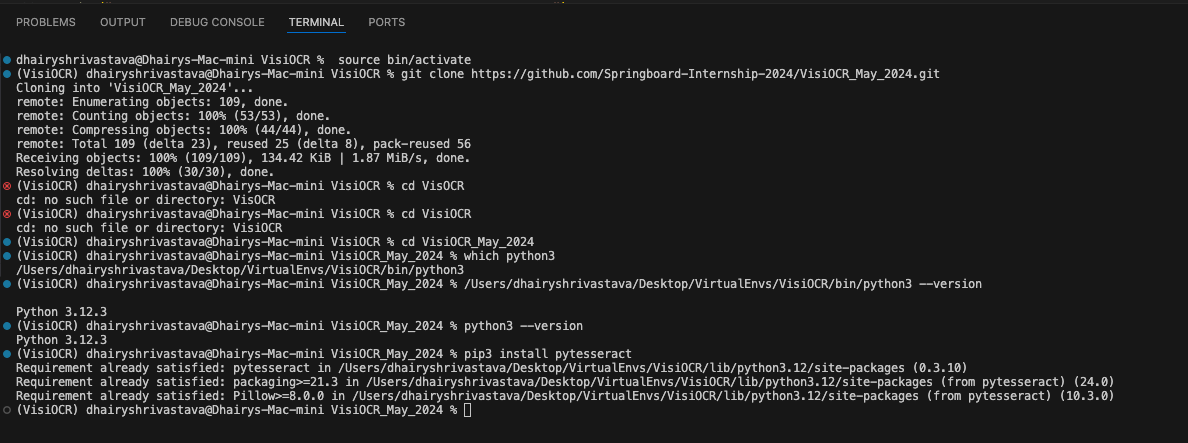 PROBLEMS OUTPUT DEBUG CONSOLE TERMINAL PORTS
dhairyshrivastava@Dhairys-Mac-mini VisiOCR % source bin/activate
(VisiOCR) dhairyshrivastava@Dhairys-Mac-mini VisiOCR % git clone https://github.com/Springboard-Internship-2024/VisiOCR_May_2024.git
Cloning into 'VisiOCR_May_2024'...
remote: Enumerating objects: 109, done.
remote: Counting objects: 100% (53/53), done.
remote: Compressing objects: 100% (44/44), done.
remote: Total 109 (delta 23), reused 25 (delta 8), pack-reused 56
Receiving objects: 100% (109/109), 134.42 KiB | 1.87 MiB/s, done.
Resolving deltas: 100% (30/30), done.
(VisiOCR) dhairyshrivastava@Dhairys-Mac-mini VisiOCR % cd VisOCR
cd: no such file or directory: VisOCR
(VisiOCR) dhairyshrivastava@Dhairys-Mac-mini VisiOCR % cd VisiOCR
cd: no such file or directory: VisiOCR
(VisiOCR) dhairyshrivastava@Dhairys-Mac-mini VisiOCR % cd VisiOCR_May_2024
(VisiOCR) dhairyshrivastava@Dhairys-Mac-mini VisiOCR_May_2024 % which python3
/Users/dhairyshrivastava/Desktop/VirtualEnvs/VisiOCR/bin/python3
(VisiOCR) dhairyshrivastava@Dhairys-Mac-mini VisiOCR_May_2024 % /Users/dhairyshrivastava/Desktop/VirtualEnvs/VisiOCR/bin/python3 --version
Python 3.12.3
(VisiOCR) dhairyshrivastava@Dhairys-Mac-mini VisiOCR_May_2024 % python3 --version
Python 3.12.3
(VisiOCR) dhairyshrivastava@Dhairys-Mac-mini VisiOCR_May_2024 % pip3 install pytesseract
Requirement already satisfied: pytesseract in /Users/dhairyshrivastava/Desktop/VirtualEnvs/VisiOCR/lib/python3.12/site-packages (0.3.10)
Requirement already satisfied: packaging>=21.3 in /Users/dhairyshrivastava/Desktop/VirtualEnvs/VisiOCR/lib/python3.12/site-packages (from pytesseract) (24.0)
Requirement already satisfied: Pillow>=8.0.0 in /Users/dhairyshrivastava/Desktop/VirtualEnvs/VisiOCR/lib/python3.12/site-packages (from pytesseract) (10.3.0)
(VisiOCR) dhairyshrivastava@Dhairys-Mac-mini VisiOCR_May_2024 %